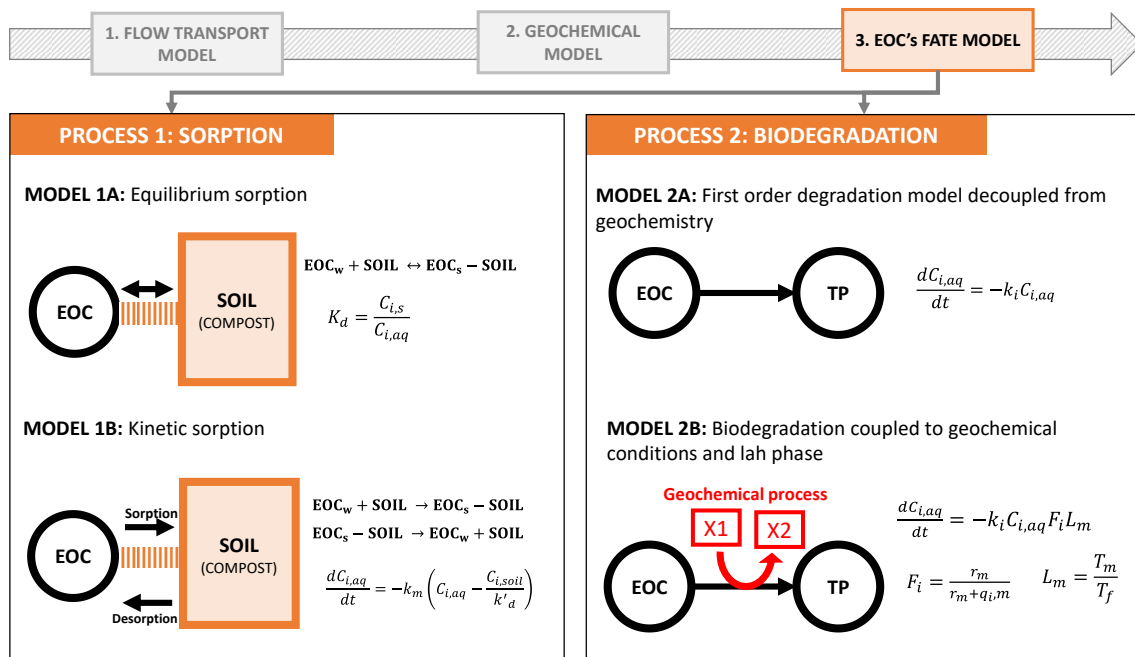 1. FLOW TRANSPORT
MODEL
2. GEOCHEMICAL
MODEL
3. EOC's FATE MODEL
PROCESS 1: SORPTION
MODEL 1A: Equilibrium sorption
EOC
SOIL
(COMPOST)
EOC_w + SOIL ↔ EOC_s − SOIL
K_d = C_{i,s} / C_{i,aq}
MODEL 1B: Kinetic sorption
EOC
Sorption
Desorption
SOIL
(COMPOST)
EOC_w + SOIL → EOC_s − SOIL
EOC_s − SOIL → EOC_w + SOIL
dC_{i,aq} / dt = −k_m (C_{i,aq} − C_{i,soil} / k'_d)
PROCESS 2: BIODEGRADATION
MODEL 2A: First order degradation model decoupled from
geochemistry
EOC
TP
dC_{i,aq} / dt = −k_i C_{i,aq}
MODEL 2B: Biodegradation coupled to geochemical
conditions and lah phase
Geochemical process
X1
X2
EOC
TP
dC_{i,aq} / dt = −k_i C_{i,aq} F_i L_m
F_i = r_m / r_m + q_{i,m}
L_m = T_m / T_f